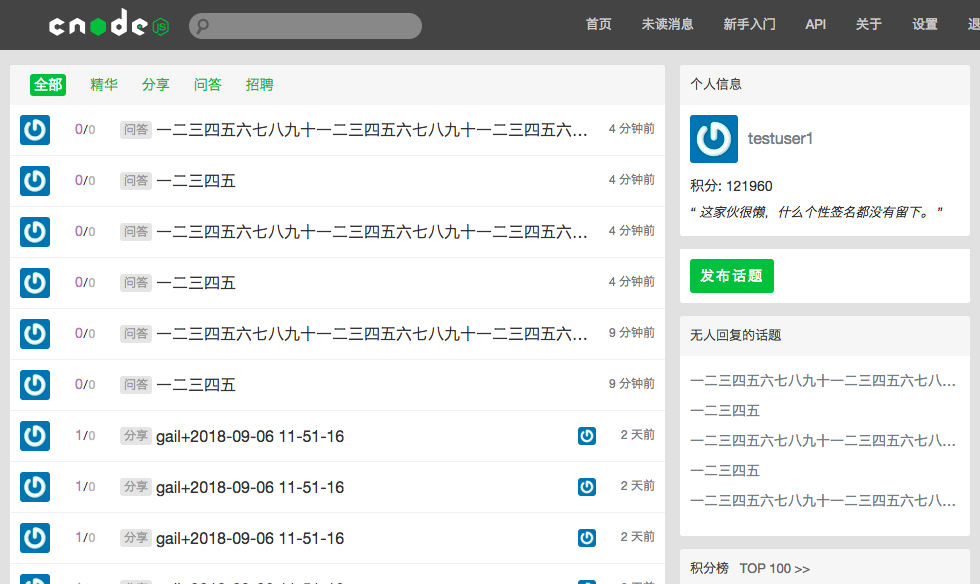 cnode JS
首页 未读消息 新手入门 API 关于 设置
全部 精华 分享 问答 招聘
0/0 问答 一二三四五六七八九十一二三四五六七八九十一二三四五六... 4 分钟前
0/0 问答 一二三四五 4 分钟前
0/0 问答 一二三四五六七八九十一二三四五六七八九十一二三四五六... 4 分钟前
0/0 问答 一二三四五 4 分钟前
0/0 问答 一二三四五六七八九十一二三四五六七八九十一二三四五六... 9 分钟前
0/0 问答 一二三四五 9 分钟前
1/0 分享 gail+2018-09-06 11-51-16 2 天前
1/0 分享 gail+2018-09-06 11-51-16 2 天前
1/0 分享 gail+2018-09-06 11-51-16 2 天前
个人信息
testuser1
积分: 121960
“ 这家伙很懒，什么个性签名都没有留下。 ”
发布话题
无人回复的话题
一二三四五六七八九十一二三四五六七八...
一二三四五
一二三四五六七八九十一二三四五六七八...
一二三四五
一二三四五六七八九十一二三四五六七八...
积分榜 TOP 100 >>